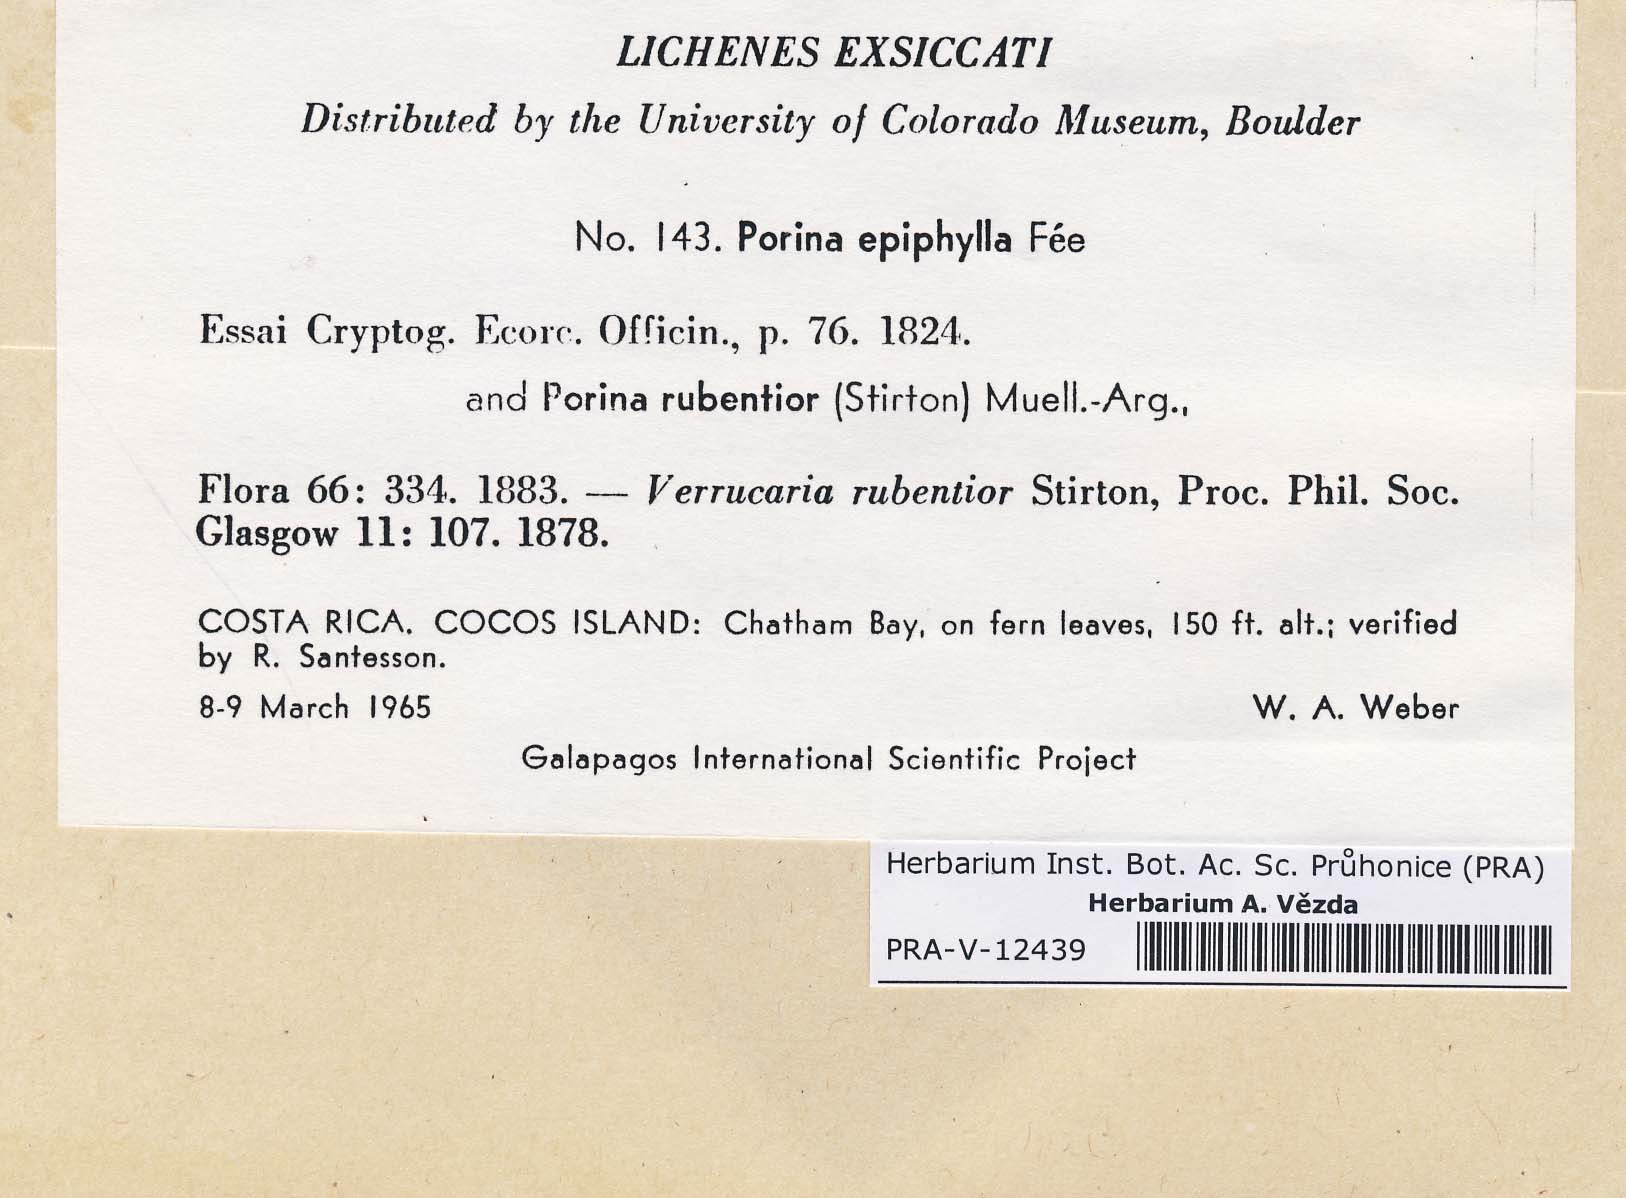 LICHENES EXSICCATI
Distributed by the University of Colorado Museum, Boulder
No. 143. Porina epiphylla Fée
Essai Cryptog. Ecorc. Officin., p. 76. 1824.
and Porina rubentior (Stirton) Muell.-Arg.,
Flora 66: 334. 1883. — Verrucaria rubentior Stirton, Proc. Phil. Soc.
Glasgow 11: 107. 1878.
COSTA RICA. COCOS ISLAND: Chatham Bay, on fern leaves, 150 ft. alt.; verified
by R. Santesson.
8-9 March 1965 W. A. Weber
Galapagos International Scientific Project
Herbarium Inst. Bot. Ac. Sc. Průhonice (PRA)
Herbarium A. Vězda
PRA-V-12439